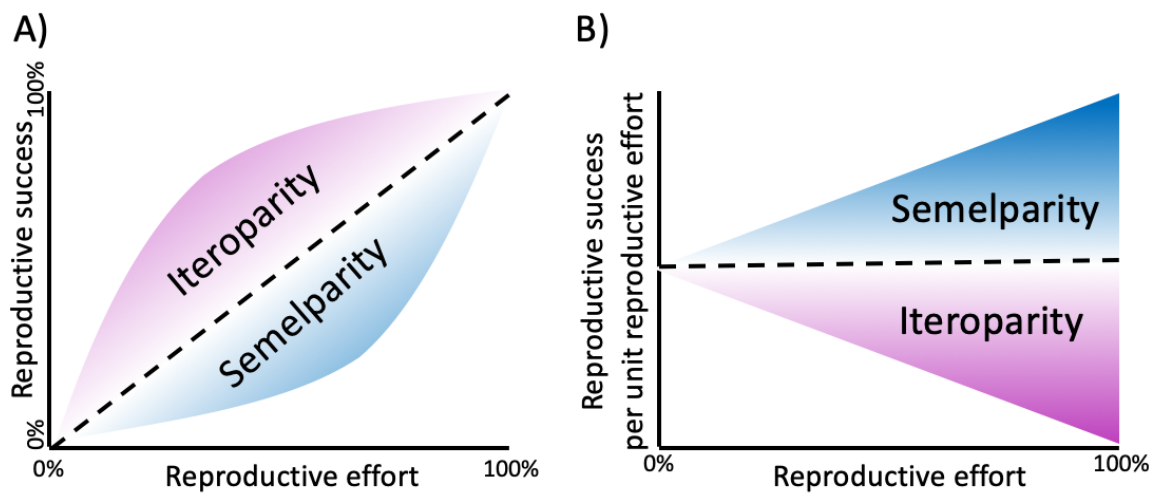 A)
100%
Reproductive success
0%
Iteroparity
Semelparity
0%
Reproductive effort
100%
B)
Reproductive success
per unit reproductive effort
Semelparity
Iteroparity
0%
Reproductive effort
100%